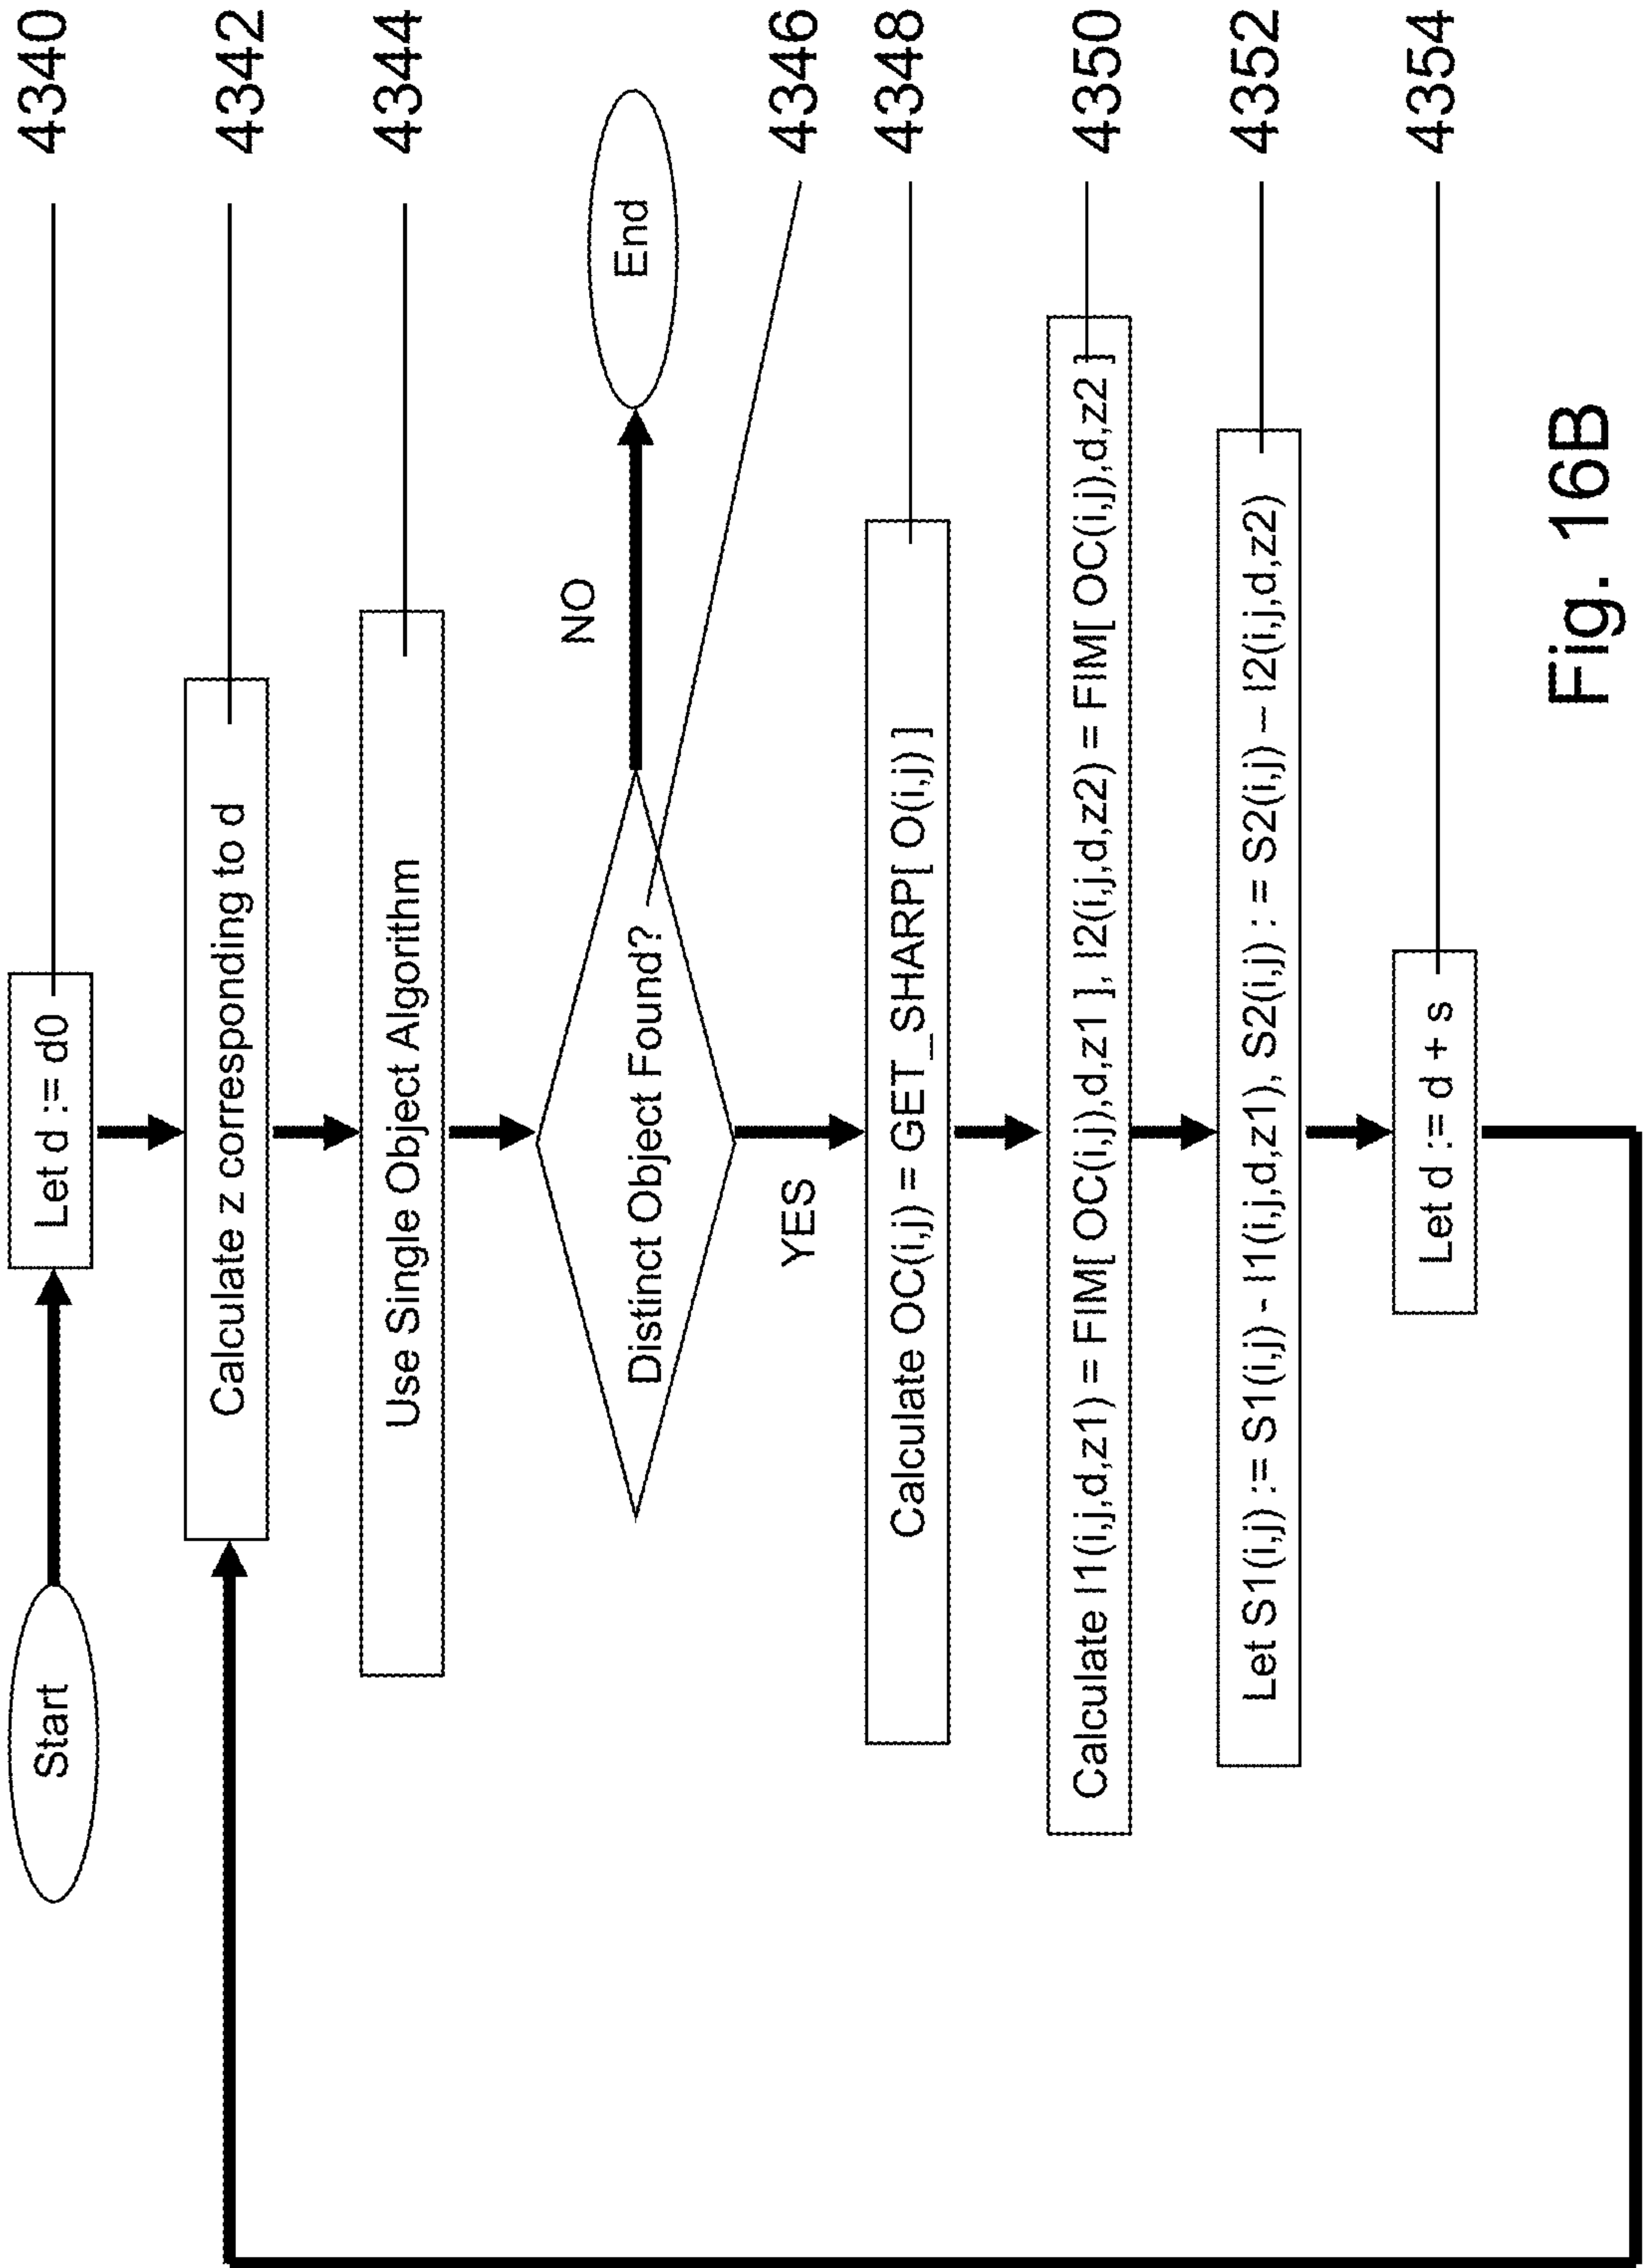 Start
Let d := d0
4340
Calculate z corresponding to d
4342
Use Single Object Algorithm
4344
Distinct Object Found?
NO
End
4346
YES
Calculate OC(i,j) = GET_SHARP[ O(i,j) ]
4348
Calculate I1(i,j,d,z1) = FIM[ OC(i,j),d,z1 ], I2(i,j,d,z2) = FIM[ OC(i,j),d,z2 ]
4350
Let S1(i,j) := S1(i,j) - I1(i,j,d,z1), S2(i,j) : = S2(i,j) – I2(i,j,d,z2)
4352
Let d := d + s
4354
Fig. 16B